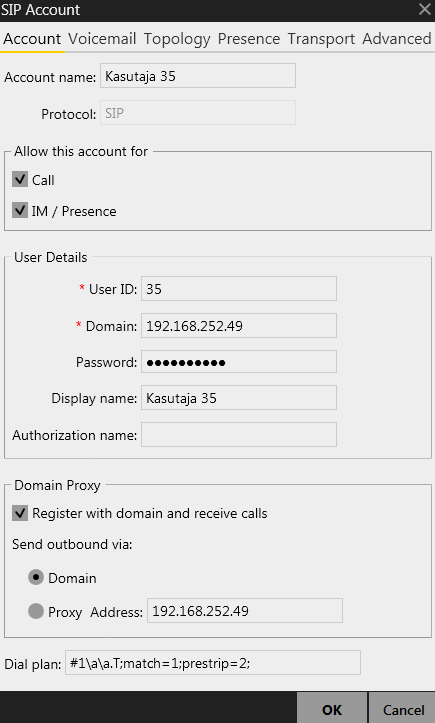 SIP Account
Account Voicemail Topology Presence Transport Advanced
Account name: Kasutaja 35
Protocol: SIP
Allow this account for
Call
IM / Presence
User Details
* User ID: 35
* Domain: 192.168.252.49
Password: ●●●●●●●●●●
Display name: Kasutaja 35
Authorization name:
Domain Proxy
Register with domain and receive calls
Send outbound via:
Domain
Proxy Address: 192.168.252.49
Dial plan: #1\a\a.T;match=1;prestrip=2;
OK Cancel